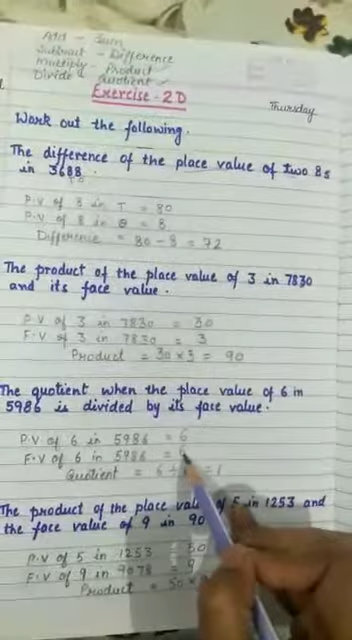 Add - Sum
Subtract - Difference
Multiply - Product
Divide - Quotient
Exercise - 2D
Thursday
Work out the following.
The difference of the place value of two 8s
in 3688.
P.V of 8 in T = 80
P.V of 8 in O = 8
Difference = 80 - 8 = 72
The product of the place value of 3 in 7830
and its face value.
P.V of 3 in 7830 = 30
F.V of 3 in 7830 = 3
Product = 30 x 3 = 90
The quotient when the place value of 6 in
5986 is divided by its face value.
P.V of 6 in 5986 = 6
F.V of 6 in 5986 = 6
Quotient = 6 ÷ = 1
The product of the place value of 5 in 1253 and
the face value of 9 in 90
P.V of 5 in 1253 = 50
F.V of 9 in 9078 = 9
Product = 50 x